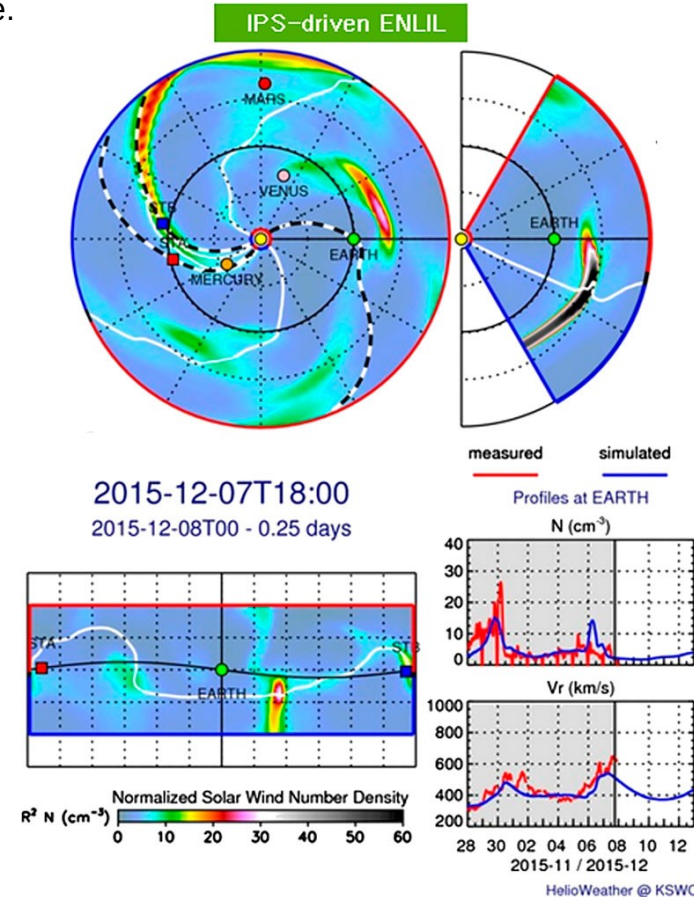 e.
IPS-driven ENLIL
MARS
VENUS
STB
STA
MERCURY
EARTH
EARTH
measured simulated
Profiles at EARTH
2015-12-07T18:00
2015-12-08T00 - 0.25 days
N (cm⁻³)
40
30
20
10
0
STA
STB
EARTH
Vr (km/s)
1000
800
600
400
200
28 30 02 04 06 08 10 12
2015-11 / 2015-12
Normalized Solar Wind Number Density
R² N (cm⁻³)
0 10 20 30 40 50 60
HelioWeather @ KSWC